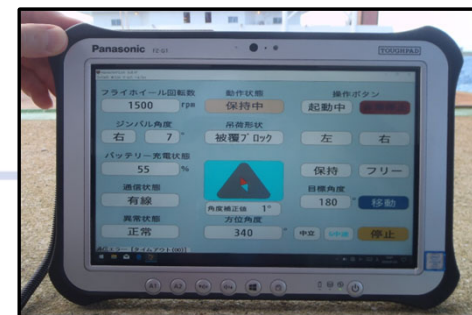 Panasonic FZ-G1
TOUGHPAD
フライホイール回転数
1500 rpm
動作状態
保持中
操作ボタン
起動中
ジンバル角度
右 7 °
吊荷形状
被覆ブロック
左 右
バッテリー充電状態
55 %
保持 フリー
通信状態
有線
角度補正値 1°
目標角度
180 ° 移動
異常状態
正常
方位角度
340 °
中立
停止
A1 A2